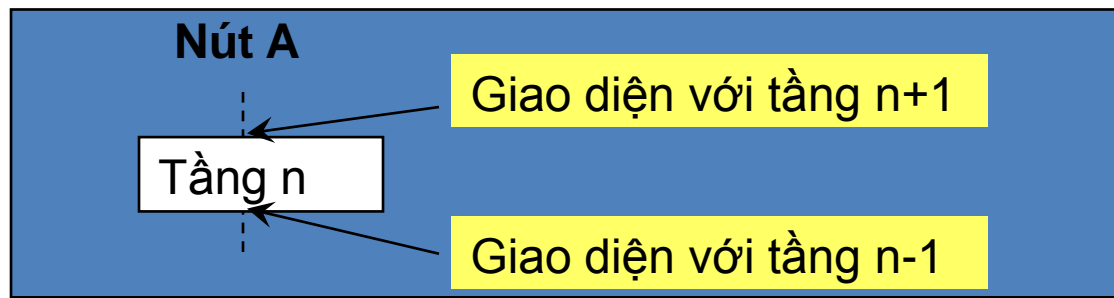 Nút A
Giao diện với tầng n+1
Tầng n
Giao diện với tầng n-1